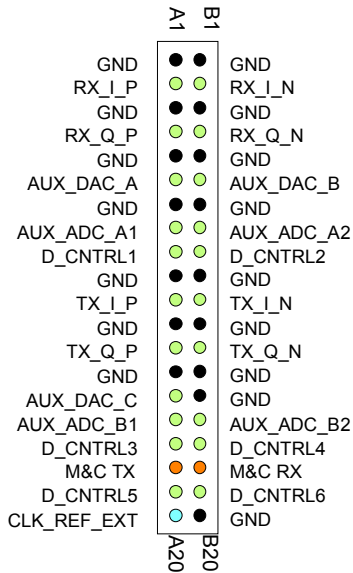 A1 B1
GND GND
RX_I_P RX_I_N
GND GND
RX_Q_P RX_Q_N
GND GND
AUX_DAC_A AUX_DAC_B
GND GND
AUX_ADC_A1 AUX_ADC_A2
D_CNTRL1 D_CNTRL2
GND GND
TX_I_P TX_I_N
GND GND
TX_Q_P TX_Q_N
GND GND
AUX_DAC_C GND
AUX_ADC_B1 AUX_ADC_B2
D_CNTRL3 D_CNTRL4
M&C TX M&C RX
D_CNTRL5 D_CNTRL6
CLK_REF_EXT GND
A20 B20